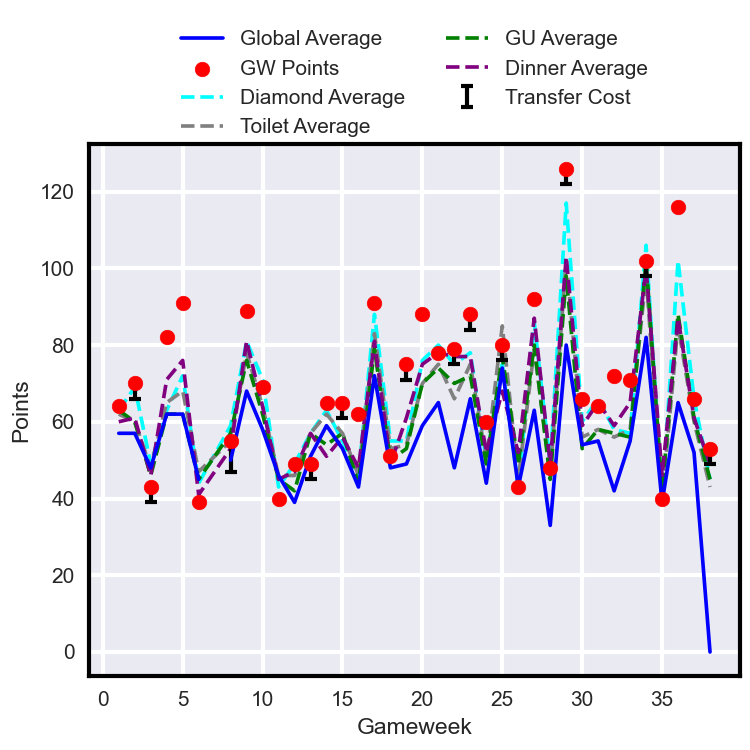 Global Average
GW Points
Diamond Average
Toilet Average
GU Average
Dinner Average
Transfer Cost
120
100
80
60
40
20
0
Points
0 5 10 15 20 25 30 35
Gameweek